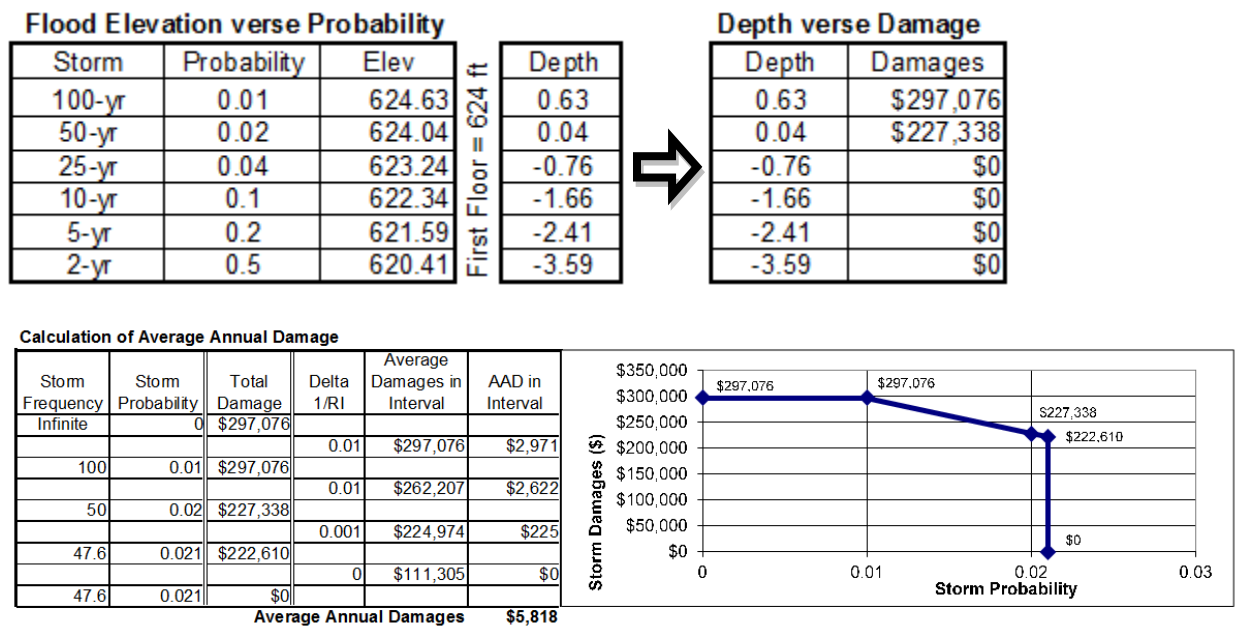 Flood Elevation verse Probability
Storm Probability Elev
100-yr 0.01 624.63
50-yr 0.02 624.04
25-yr 0.04 623.24
10-yr 0.1 622.34
5-yr 0.2 621.59
2-yr 0.5 620.41
First Floor = 624 ft
Depth
0.63
0.04
-0.76
-1.66
-2.41
-3.59
Depth verse Damage
Depth Damages
0.63 $297,076
0.04 $227,338
-0.76 $0
-1.66 $0
-2.41 $0
-3.59 $0
Calculation of Average Annual Damage
Storm Frequency Storm Probability Total Damage Delta 1/RI Average Damages in Interval AAD in Interval
Infinite 0 $297,076
0.01 $297,076 $2,971
100 0.01 $297,076
0.01 $262,207 $2,622
50 0.02 $227,338
0.001 $224,974 $225
47.6 0.021 $222,610
0 $111,305 $0
47.6 0.021 $0
Average Annual Damages $5,818
Storm Damages ($)
$350,000
$300,000
$250,000
$200,000
$150,000
$100,000
$50,000
$0
$297,076
$297,076
$227,338
$222,610
$0
0 0.01 0.02 0.03
Storm Probability